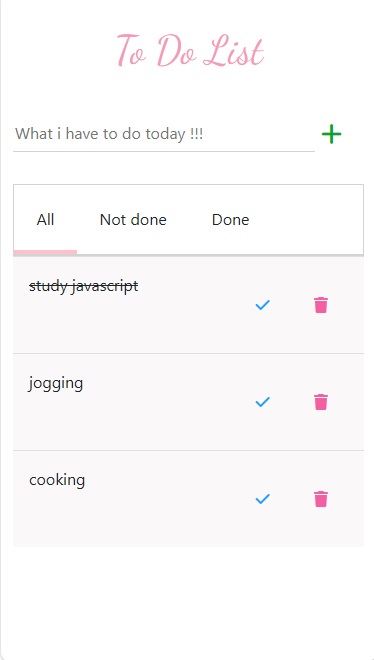 To Do List
What i have to do today !!!
All Not done Done
study javascript
jogging
cooking